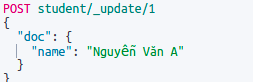 POST student/_update/1
{
  "doc": {
    "name": "Nguyễn Văn A"
  }
}